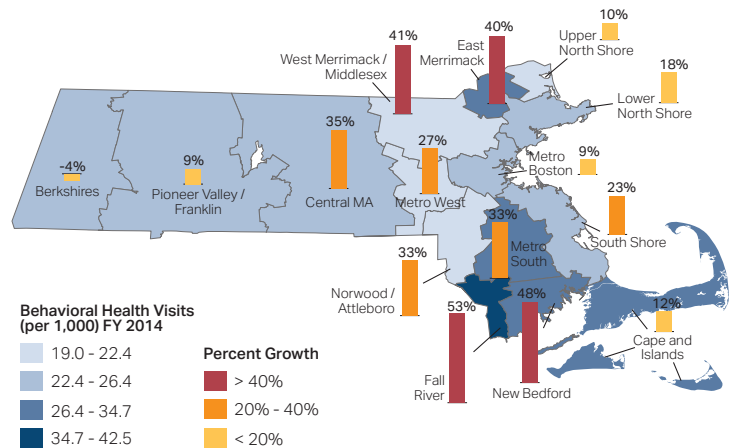 10%
Upper
North Shore
41%
40%
East
Merrimack
West Merrimack /
Middlesex
18%
Lower
North Shore
35%
27%
Metro
Boston
9%
-4%
Berkshires
9%
Pioneer Valley /
Franklin
Central MA
Metro West
23%
South Shore
33%
Metro
South
33%
Norwood /
Attleboro
53%
Fall
River
48%
New Bedford
12%
Cape and
Islands
Behavioral Health Visits
(per 1,000) FY 2014
19.0 - 22.4
22.4 - 26.4
26.4 - 34.7
34.7 - 42.5
Percent Growth
> 40%
20% - 40%
< 20%